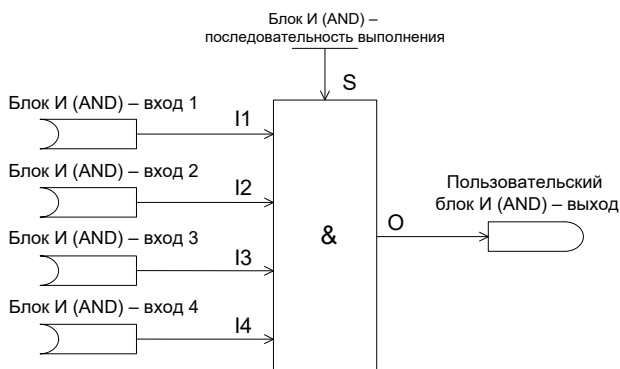 Блок И (AND) –
последовательность выполнения
S
Блок И (AND) – вход 1
I1
Блок И (AND) – вход 2
I2
Блок И (AND) – вход 3
I3
Блок И (AND) – вход 4
I4
&
O
Пользовательский
блок И (AND) – выход